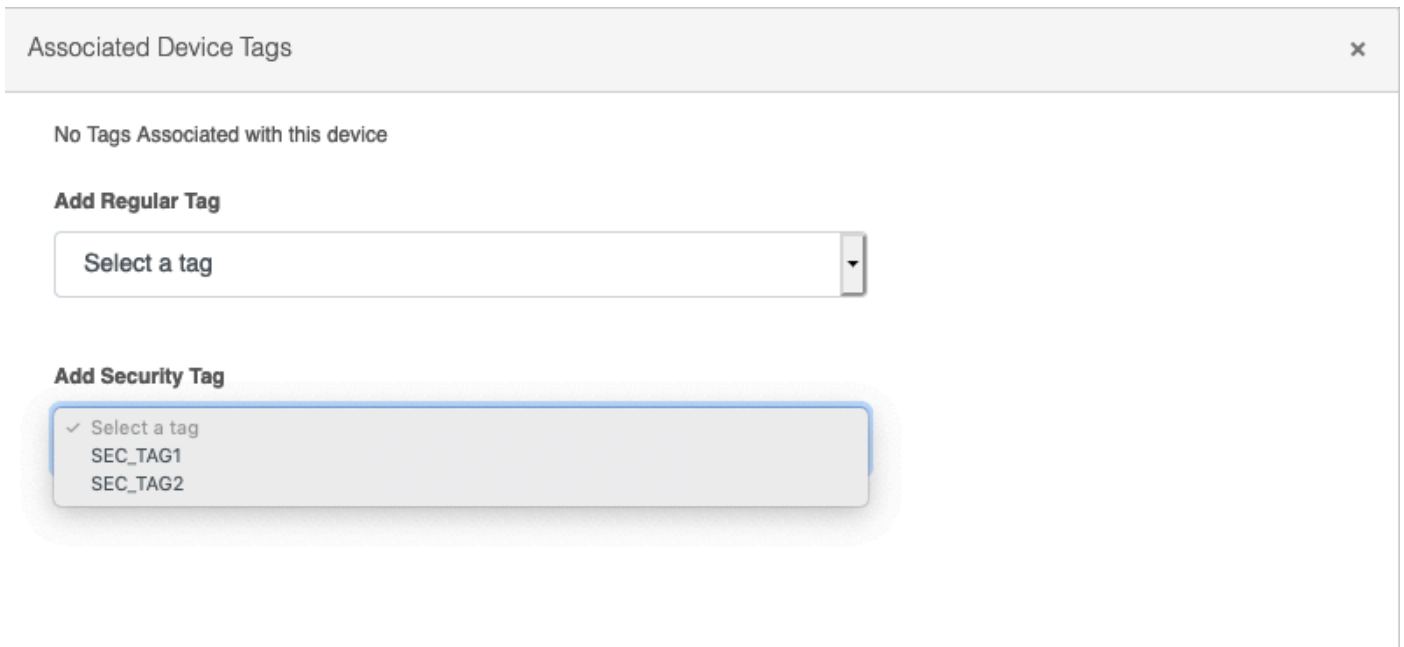 Associated Device Tags
No Tags Associated with this device
Add Regular Tag
Select a tag
Add Security Tag
Select a tag
SEC_TAG1
SEC_TAG2